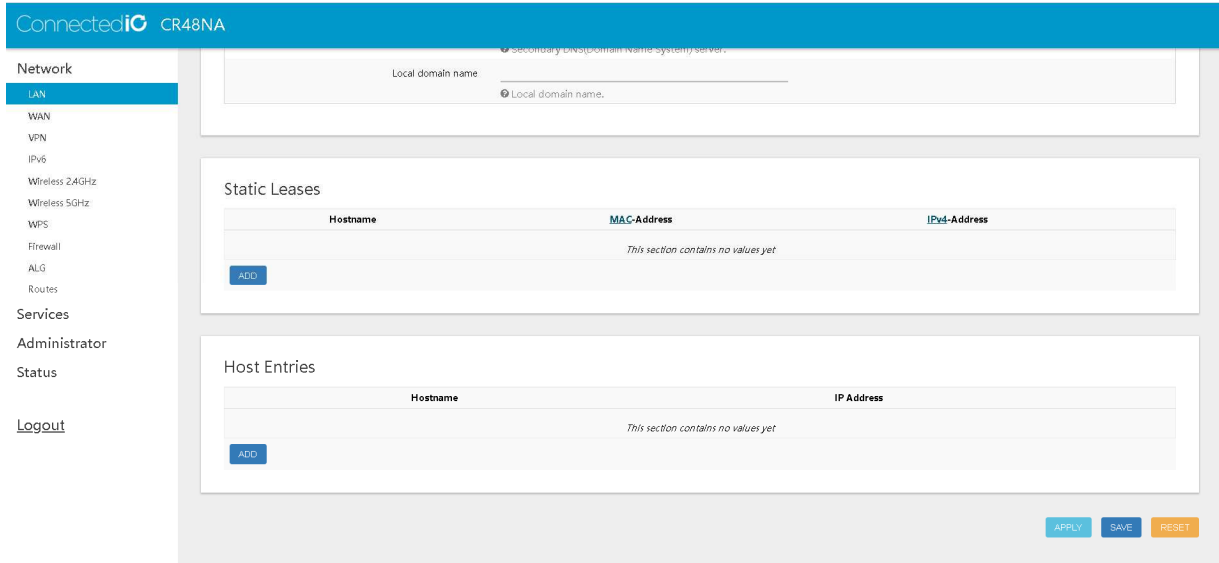 ConnectediO CR48NA
Secondary DNS(Domain Name System) server.
Network
Local domain name
LAN
Local domain name.
WAN
VPN
IPv6
Wireless 2.4GHz
Wireless 5GHz
WPS
Firewall
ALG
Routes
Services
Administrator
Status
Logout
Static Leases
Hostname MAC-Address IPv4-Address
This section contains no values yet
ADD
Host Entries
Hostname IP Address
This section contains no values yet
ADD
APPLY SAVE RESET